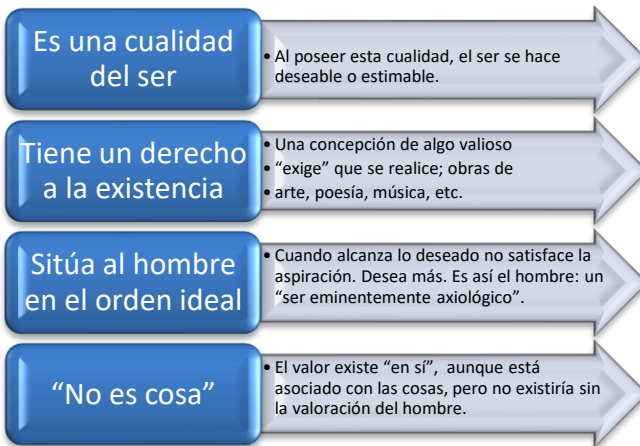 Es una cualidad
del ser
• Al poseer esta cualidad, el ser se hace
deseable o estimable.
Tiene un derecho
a la existencia
• Una concepción de algo valioso
• “exige” que se realice; obras de
• arte, poesía, música, etc.
Sitúa al hombre
en el orden ideal
• Cuando alcanza lo deseado no satisface la
aspiración. Desea más. Es así el hombre: un
“ser eminentemente axiológico”.
“No es cosa”
• El valor existe “en sí”, aunque está
asociado con las cosas, pero no existiría sin
la valoración del hombre.